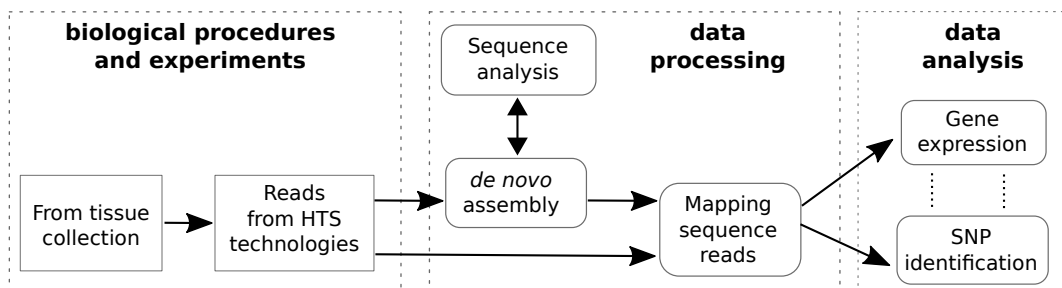 biological procedures
and experiments
From tissue
collection
Reads
from HTS
technologies
data
processing
Sequence
analysis
de novo
assembly
Mapping
sequence
reads
data
analysis
Gene
expression
SNP
identification